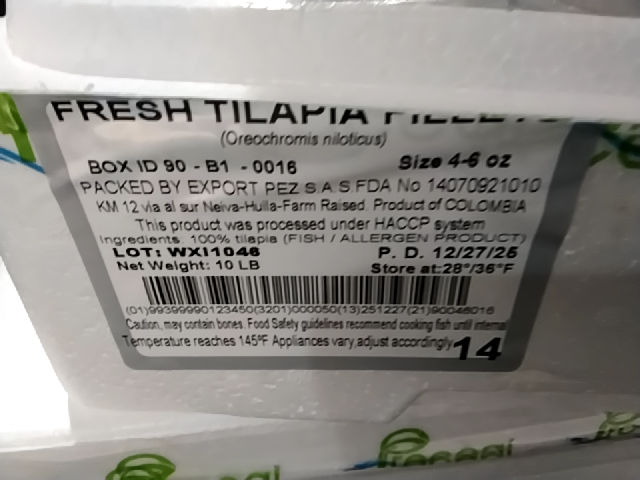 FRESH TILAPIA FILLETS
(Oreochromis niloticus)
BOX ID 90 - B1 - 0016 Size 4-6 oz
PACKED BY EXPORT PEZ S.A.S.FDA No 14070921010
KM 12 via al sur Neiva-Huila-Farm Raised. Product of COLOMBIA
This product was processed under HACCP system
Ingredients: 100% tilapia (FISH / ALLERGEN PRODUCT)
LOT: WXI1046 P. D. 12/27/25
Net Weight: 10 LB Store at:28°/36°F
(01)99399990123450(3201)000050(13)251227(21)90046016
Caution, may contain bones. Food Safety guidelines recommend cooking fish until internal
Temperature reaches 145ºF Appliances vary,adjust accordingly 14